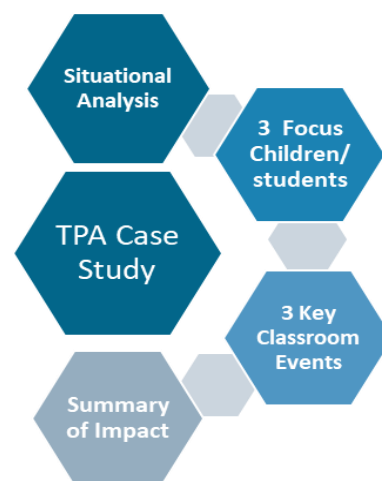 Situational
Analysis
3 Focus
Children/
students
TPA Case
Study
3 Key
Classroom
Events
Summary
of Impact